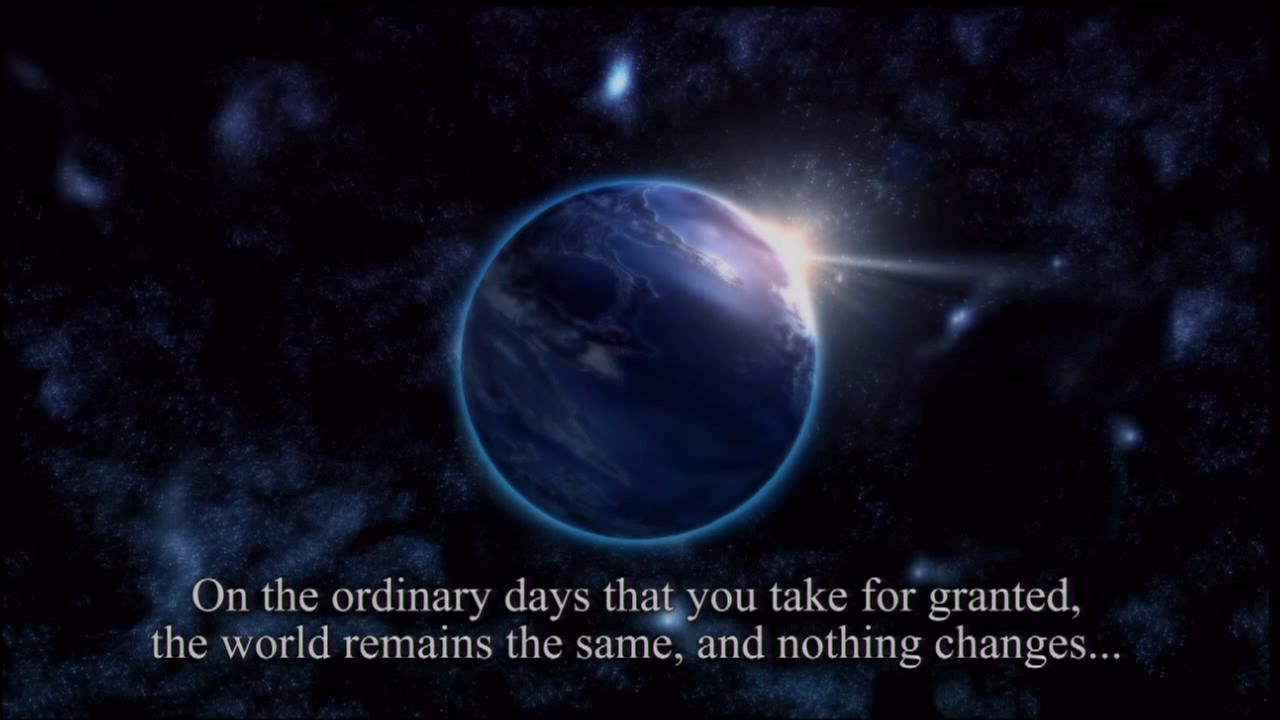 On the ordinary days that you take for granted,
the world remains the same, and nothing changes...